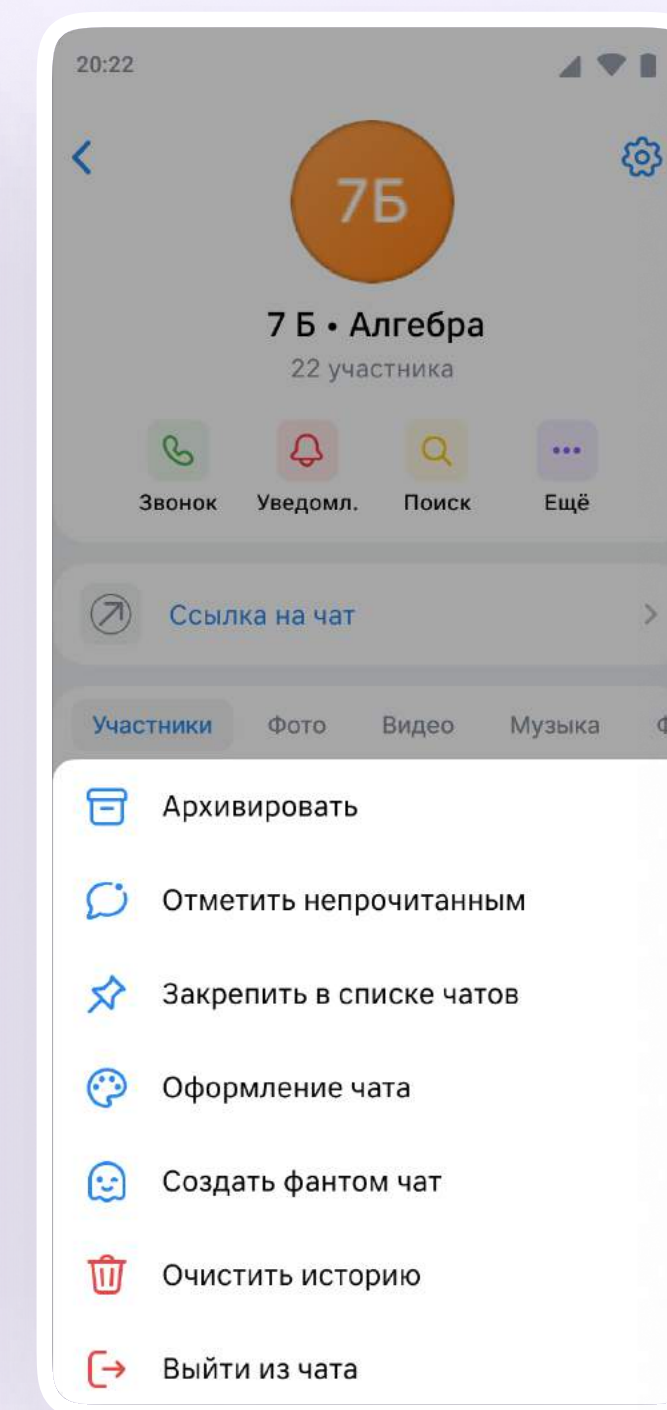 20:22
7Б
7 Б • Алгебра
22 участника
Звонок Уведомл. Поиск Ещё
Ссылка на чат
Участники Фото Видео Музыка Ф
Архивировать
Отметить непрочитанным
Закрепить в списке чатов
Оформление чата
Создать фантом чат
Очистить историю
Выйти из чата